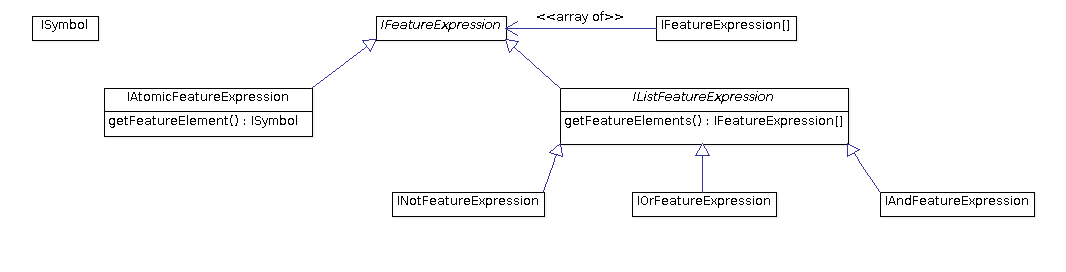 ISymbol
IFeatureExpression
<<array of>>
IFeatureExpression[]
IAtomicFeatureExpression
getFeatureElement() : ISymbol
IListFeatureExpression
getFeatureElements() : IFeatureExpression[]
INotFeatureExpression
IOrFeatureExpression
IAndFeatureExpression